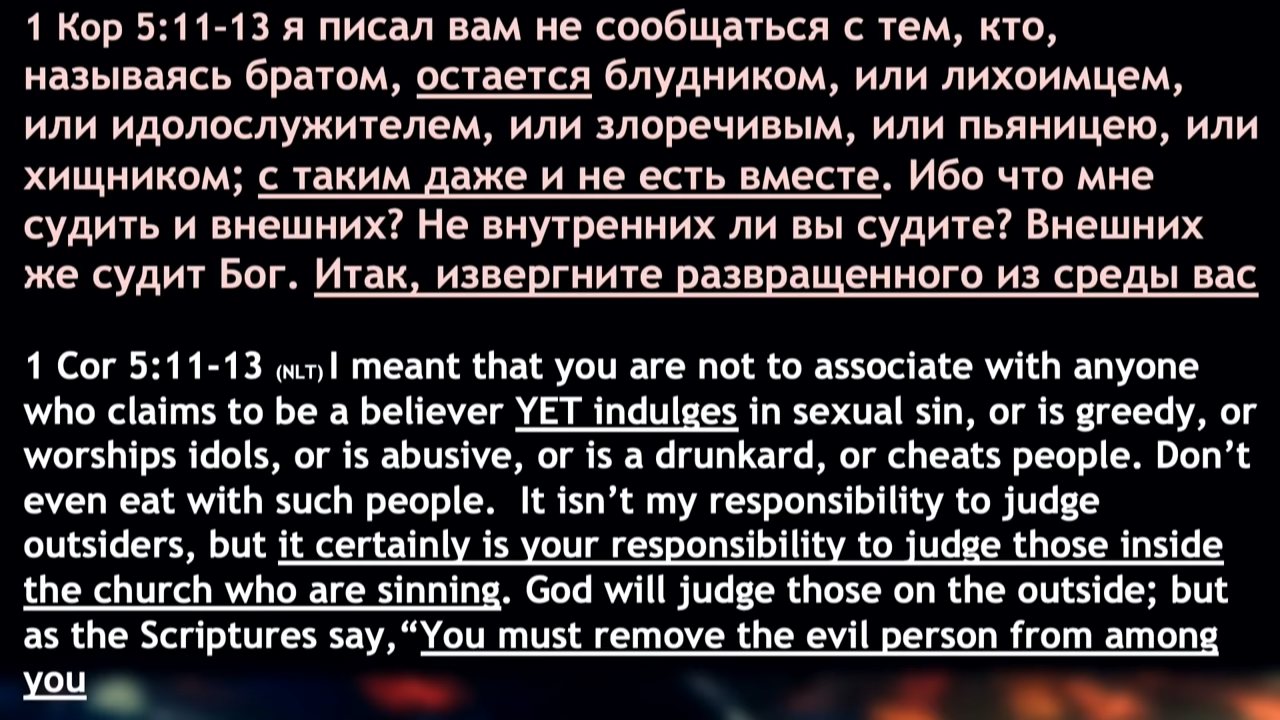 1 Кор 5:11-13 я писал вам не сообщаться с тем, кто,
называясь братом, остается блудником, или лихоимцем,
или идолослужителем, или злоречивым, или пьяницею, или
хищником; с таким даже и не есть вместе. Ибо что мне
судить и внешних? Не внутренних ли вы судите? Внешних
же судит Бог. Итак, извергните развращенного из среды вас
1 Cor 5:11-13 (NLT) I meant that you are not to associate with anyone
who claims to be a believer YET indulges in sexual sin, or is greedy, or
worships idols, or is abusive, or is a drunkard, or cheats people. Don’t
even eat with such people.  It isn’t my responsibility to judge
outsiders, but it certainly is your responsibility to judge those inside
the church who are sinning. God will judge those on the outside; but
as the Scriptures say,“You must remove the evil person from among
you